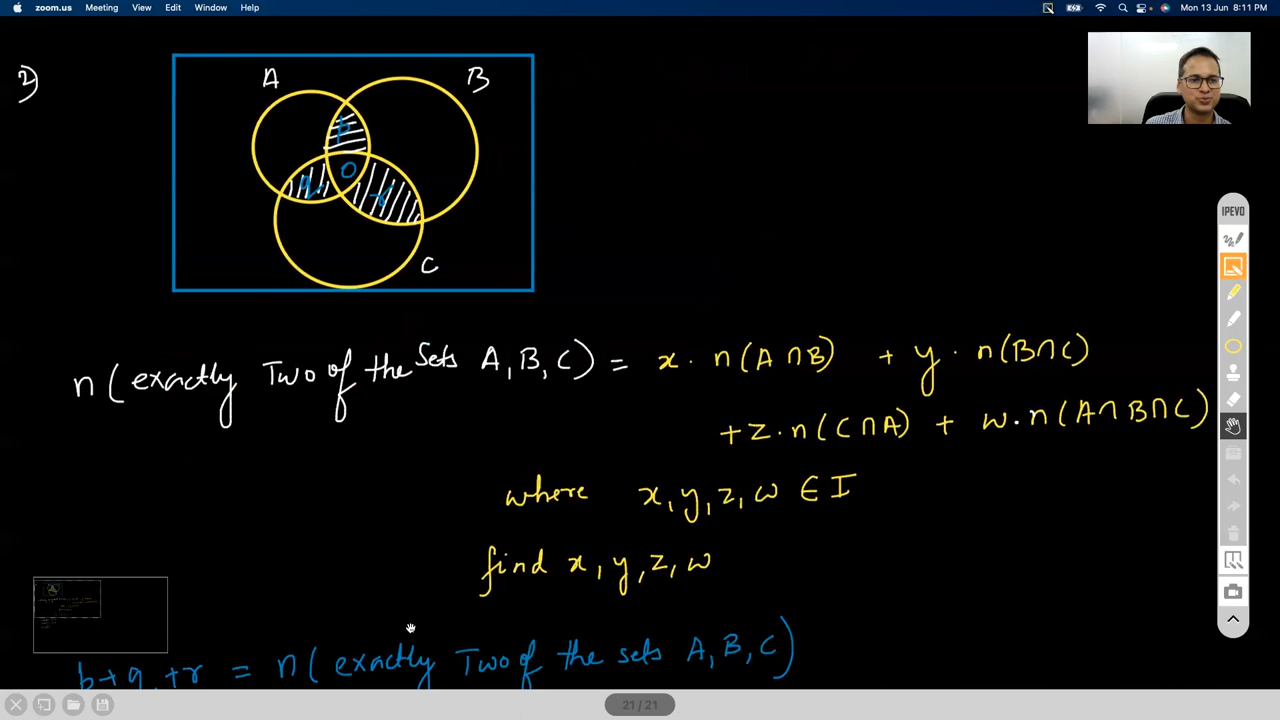 zoom.us Meeting View Edit Window Help Mon 13 Jun 8:11 PM
2)
A B
p
q O r
C
IPEVO
n(exactly Two of the Sets A, B, C) = x · n(A ∩ B) + y · n(B ∩ C)
+ z · n(C ∩ A) + w · n(A ∩ B ∩ C)
where x, y, z, w ∈ I
find x, y, z, w
p + q + r = n(exactly Two of the sets A, B, C)
21 / 21